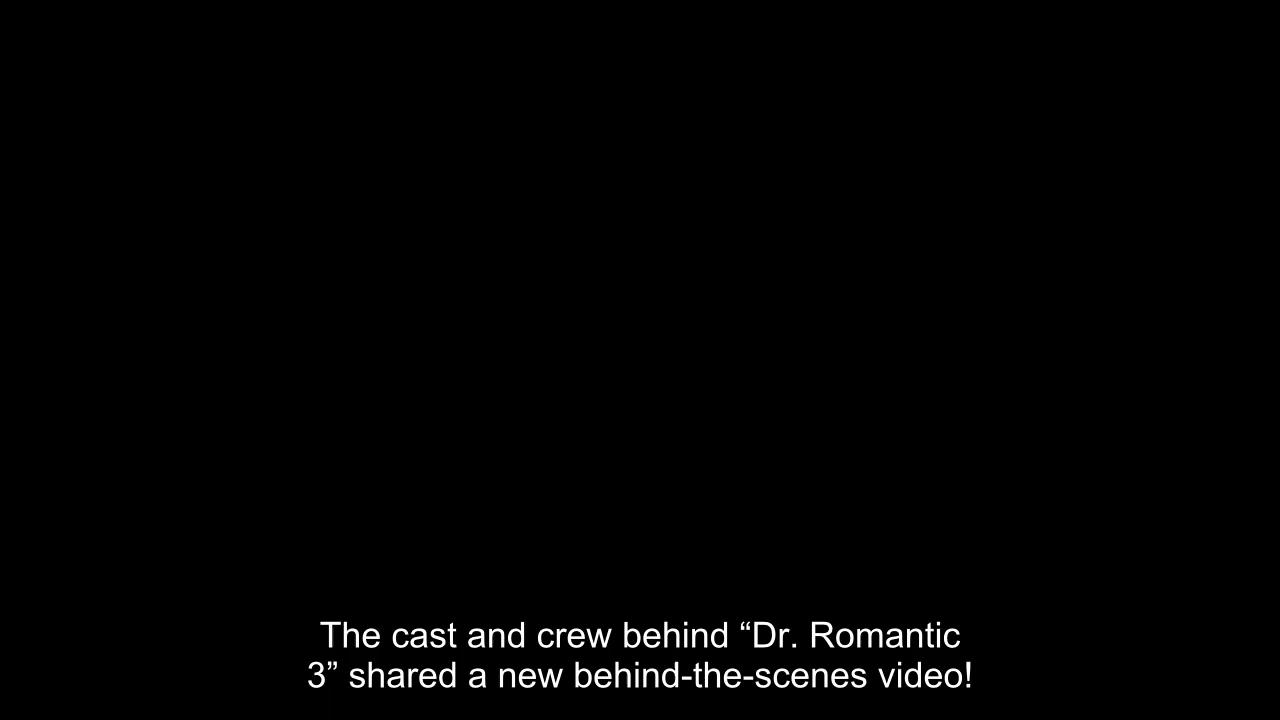 The cast and crew behind “Dr. Romantic
3” shared a new behind-the-scenes video!